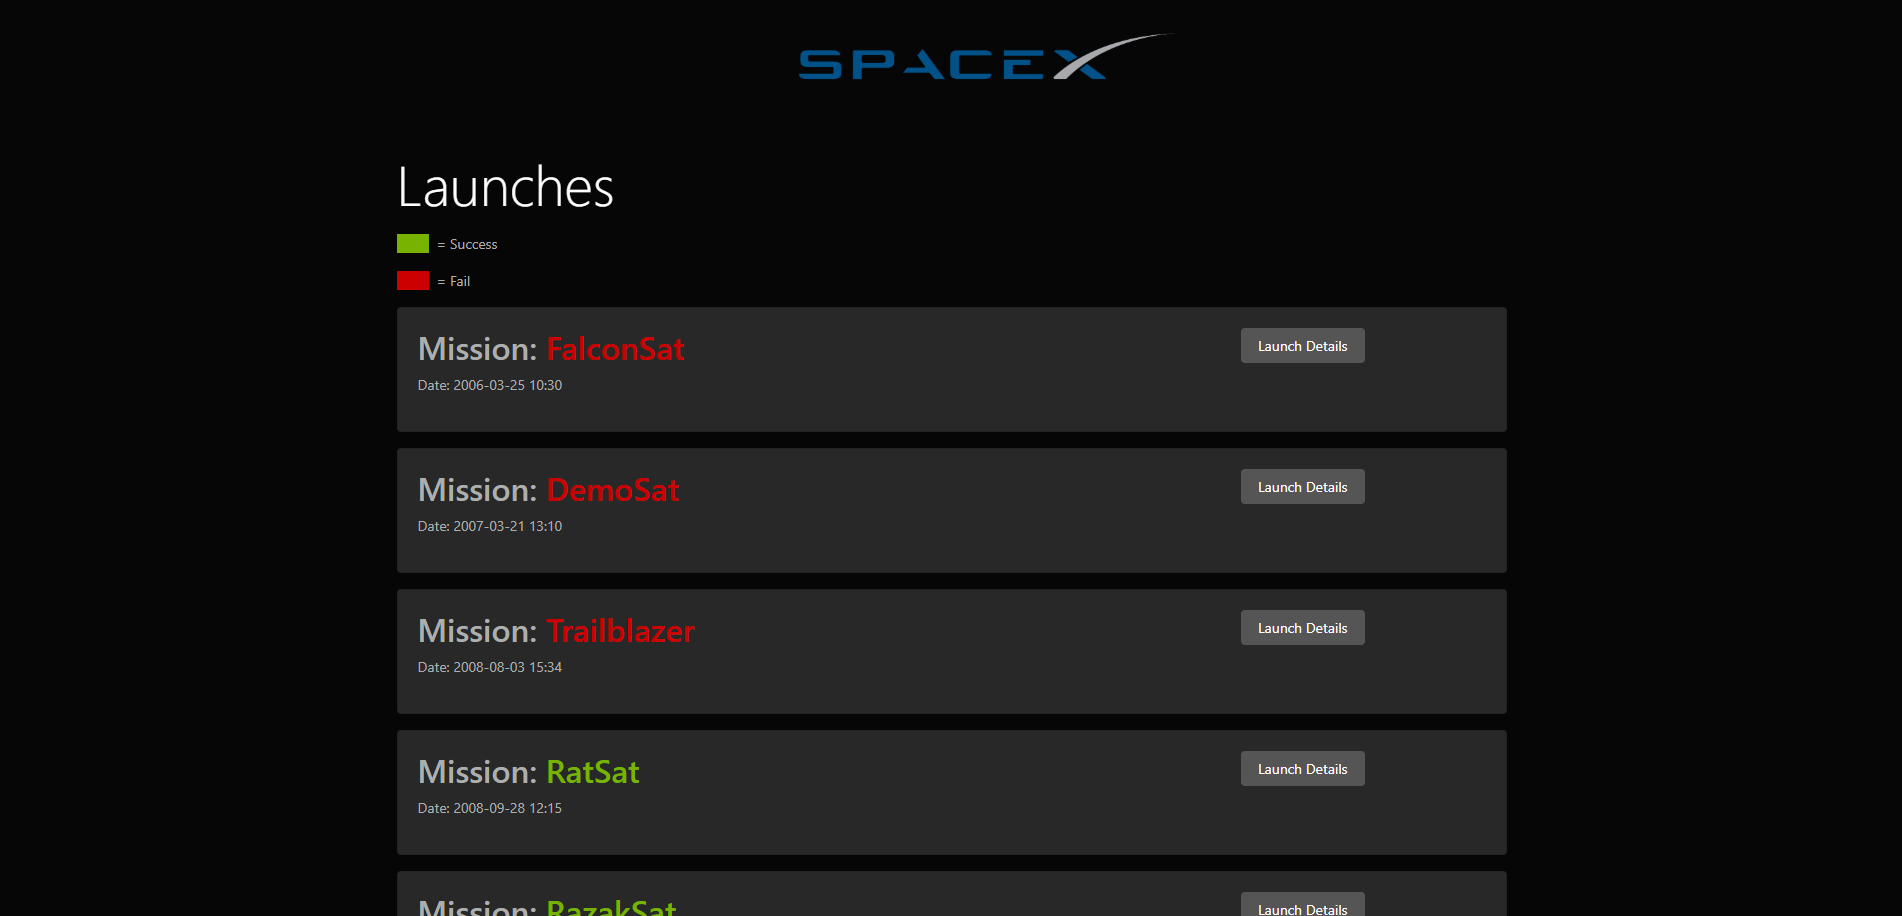 SPACEX
Launches
= Success
= Fail
Mission: FalconSat
Launch Details
Date: 2006-03-25 10:30
Mission: DemoSat
Launch Details
Date: 2007-03-21 13:10
Mission: Trailblazer
Launch Details
Date: 2008-08-03 15:34
Mission: RatSat
Launch Details
Date: 2008-09-28 12:15
Mission: RazakSat
Launch Details